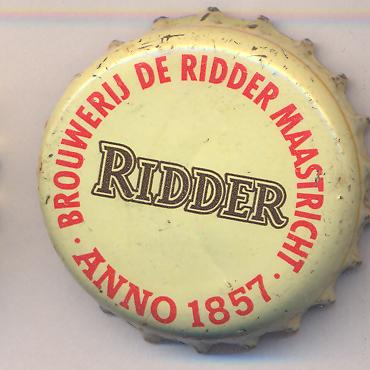 · BROUWERIJ DE RIDDER MAASTRICHT ·
RIDDER
ANNO 1857